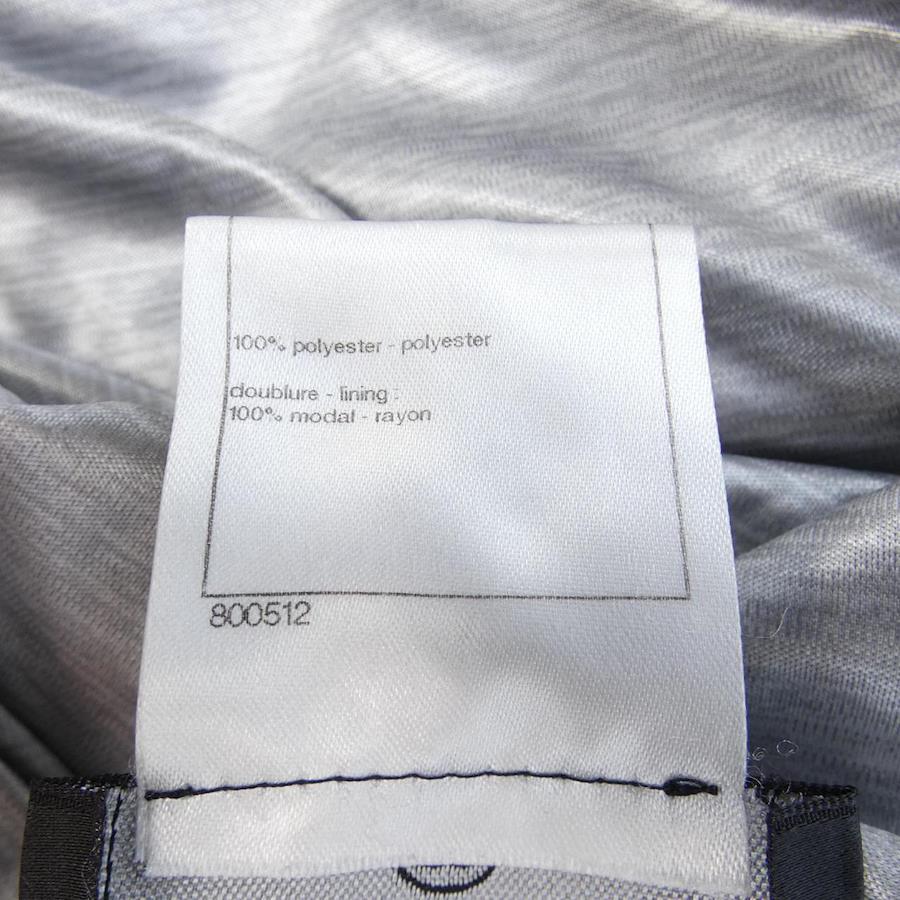 100% polyester - polyester
doublure - lining :
100% modal - rayon
800512